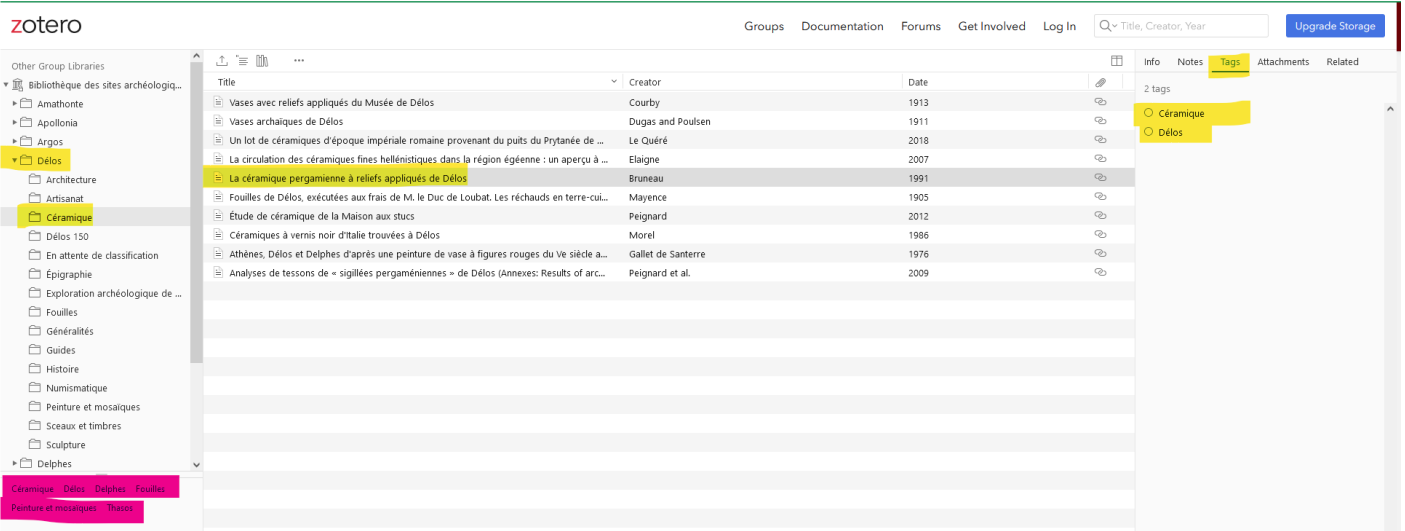 zotero
Groups Documentation Forums Get Involved Log In Title, Creator, Year Upgrade Storage
Other Group Libraries
Bibliothèque des sites archéologiq...
Amathonte
Apollonia
Argos
Délos
Architecture
Artisanat
Céramique
Délos 150
En attente de classification
Épigraphie
Exploration archéologique de ...
Fouilles
Généralités
Guides
Histoire
Numismatique
Peinture et mosaïques
Sceaux et timbres
Sculpture
Delphes
Céramique Délos Delphes Fouilles
Peinture et mosaïques Thasos
Title Creator Date
Vases avec reliefs appliqués du Musée de Délos Courby 1913
Vases archaïques de Délos Dugas and Poulsen 1911
Un lot de céramiques d'époque impériale romaine provenant du puits du Prytanée de ... Le Quéré 2018
La circulation des céramiques fines hellénistiques dans la région égéenne : un aperçu à ... Elaigne 2007
La céramique pergamienne à reliefs appliqués de Délos Bruneau 1991
Fouilles de Délos, exécutées aux frais de M. le Duc de Loubat. Les réchauds en terre-cui... Mayence 1905
Étude de céramique de la Maison aux stucs Peignard 2012
Céramiques à vernis noir d'Italie trouvées à Délos Morel 1986
Athènes, Délos et Delphes d'après une peinture de vase à figures rouges du Ve siècle a... Gallet de Santerre 1976
Analyses de tessons de « sigillées pergaméniennes » de Délos (Annexes: Results of arc... Peignard et al. 2009
Info Notes Tags Attachments Related
2 tags
Céramique
Délos